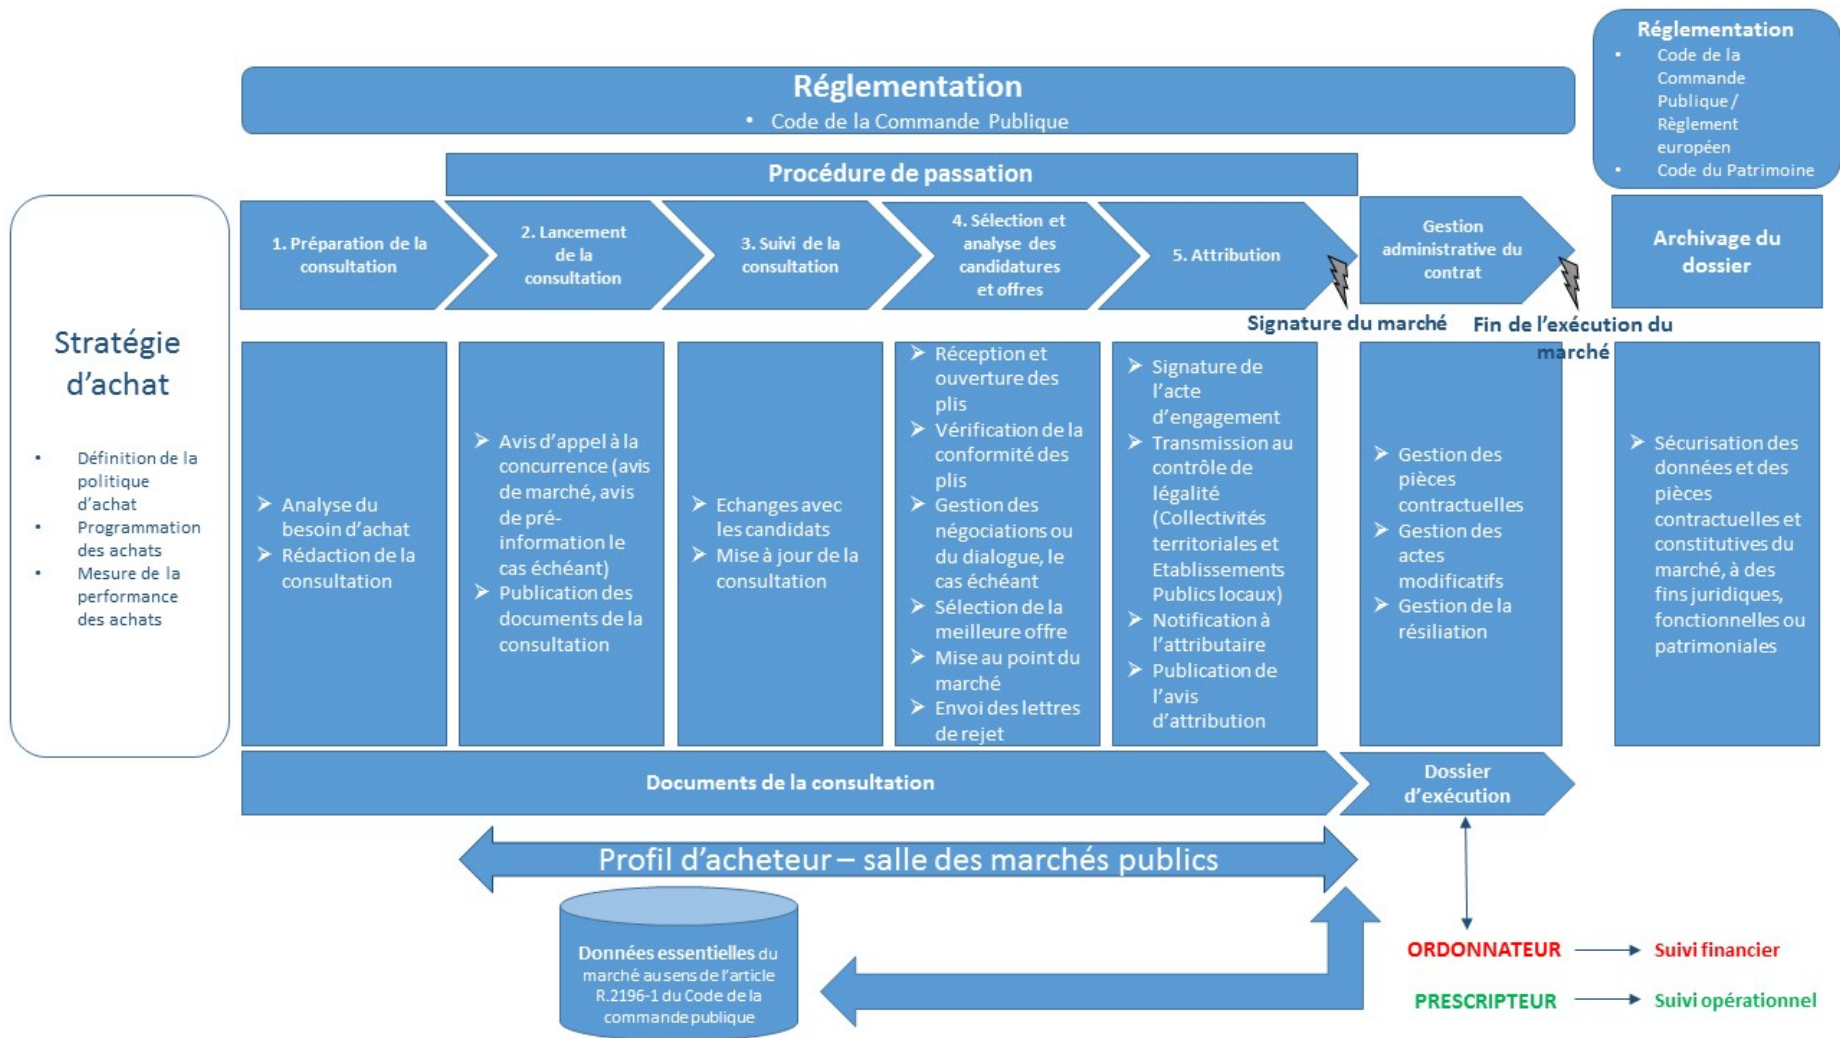 Réglementation
• Code de la Commande Publique
Réglementation
• Code de la
Commande
Publique /
Règlement
européen
• Code du Patrimoine
Procédure de passation
Stratégie
d’achat
• Définition de la
politique
d’achat
• Programmation
des achats
• Mesure de la
performance
des achats
1. Préparation de la
consultation
2. Lancement
de la
consultation
3. Suivi de la
consultation
4. Sélection et
analyse des
candidatures
et offres
5. Attribution
Gestion
administrative du
contrat
Archivage du
dossier
Signature du marché
Fin de l’exécution du
marché
➢ Analyse du
besoin d’achat
➢ Rédaction de la
consultation
➢ Avis d’appel à la
concurrence (avis
de marché, avis
de pré-
information le
cas échéant)
➢ Publication des
documents de la
consultation
➢ Echanges avec
les candidats
➢ Mise à jour de la
consultation
➢ Réception et
ouverture des
plis
➢ Vérification de la
conformité des
plis
➢ Gestion des
négociations ou
du dialogue, le
cas échéant
➢ Sélection de la
meilleure offre
➢ Mise au point du
marché
➢ Envoi des lettres
de rejet
➢ Signature de
l’acte
d’engagement
➢ Transmission au
contrôle de
légalité
(Collectivités
territoriales et
Etablissements
Publics locaux)
➢ Notification à
l’attributaire
➢ Publication de
l’avis
d’attribution
➢ Gestion des
pièces
contractuelles
➢ Gestion des
actes
modificatifs
➢ Gestion de la
résiliation
➢ Sécurisation des
données et des
pièces
contractuelles et
constitutives du
marché, à des
fins juridiques,
fonctionnelles ou
patrimoniales
Documents de la consultation
Dossier
d’exécution
Profil d’acheteur – salle des marchés publics
Données essentielles du
marché au sens de l’article
R.2196-1 du Code de la
commande publique
ORDONNATEUR
Suivi financier
PRESCRIPTEUR
Suivi opérationnel